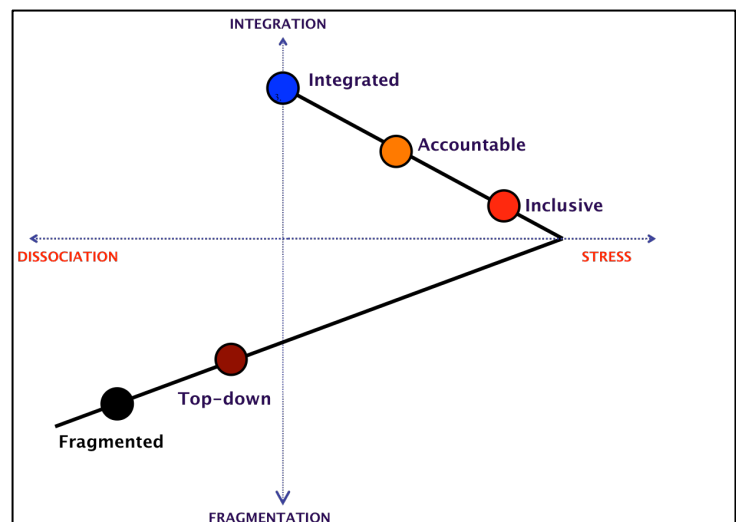 INTEGRATION
Integrated
Accountable
Inclusive
DISSOCIATION
STRESS
Top-down
Fragmented
FRAGMENTATION